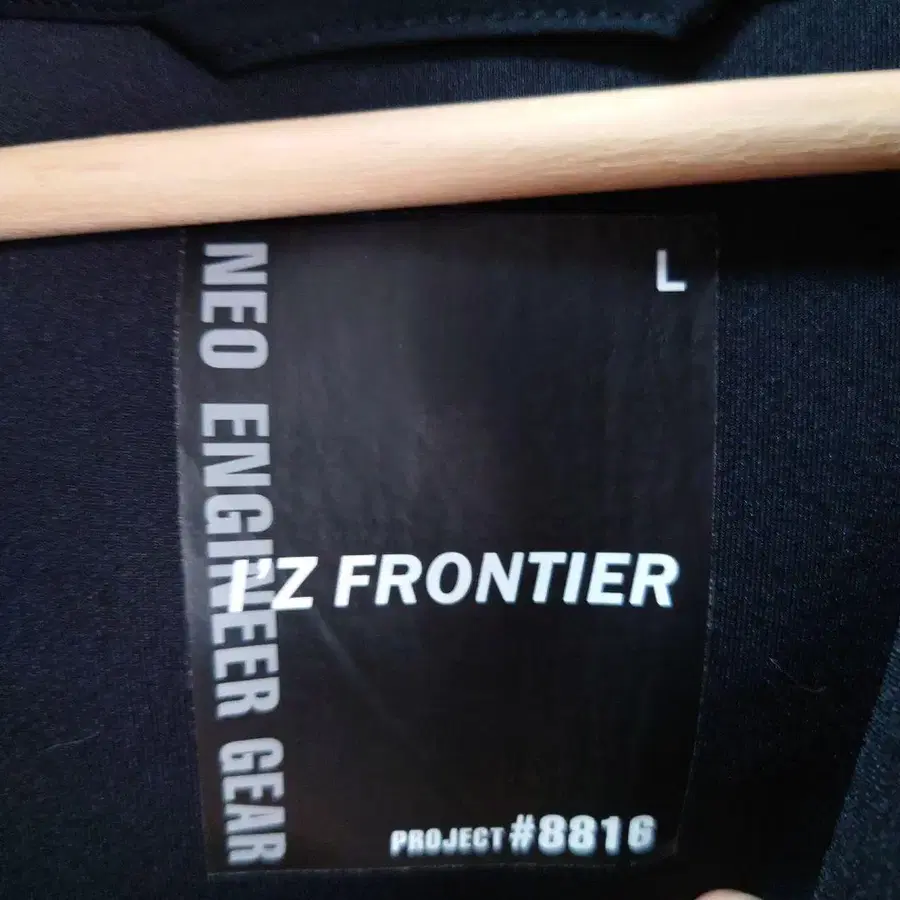 L
NEO ENGINEER GEAR
I'Z FRONTIER
PROJECT #8816